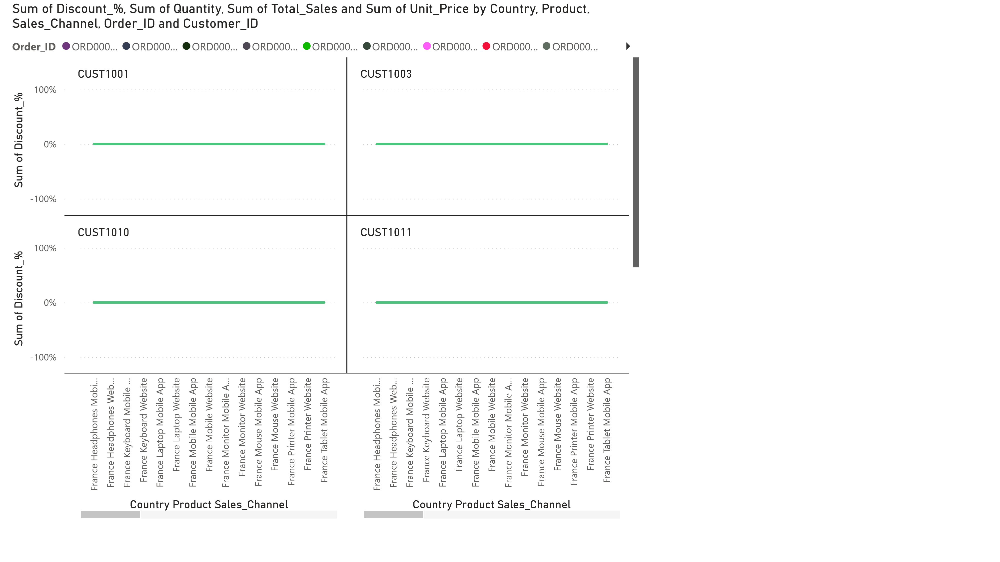 Sum of Discount_%, Sum of Quantity, Sum of Total_Sales and Sum of Unit_Price by Country, Product,
Sales_Channel, Order_ID and Customer_ID
Order_ID ORD000... ORD000... ORD000... ORD000... ORD000... ORD000... ORD000... ORD000... ORD000...
CUST1001
CUST1003
Sum of Discount_%
100%
0%
-100%
CUST1010
CUST1011
Sum of Discount_%
100%
0%
-100%
France Headphones Mobi...
France Headphones Web...
France Keyboard Mobile ...
France Keyboard Website
France Laptop Mobile App
France Laptop Website
France Mobile Mobile App
France Mobile Website
France Monitor Mobile A...
France Monitor Website
France Mouse Mobile App
France Mouse Website
France Printer Mobile App
France Printer Website
France Tablet Mobile App
France Headphones Mobi...
France Headphones Web...
France Keyboard Mobile ...
France Keyboard Website
France Laptop Mobile App
France Laptop Website
France Mobile Mobile App
France Mobile Website
France Monitor Mobile A...
France Monitor Website
France Mouse Mobile App
France Mouse Website
France Printer Mobile App
France Printer Website
France Tablet Mobile App
Country Product Sales_Channel
Country Product Sales_Channel